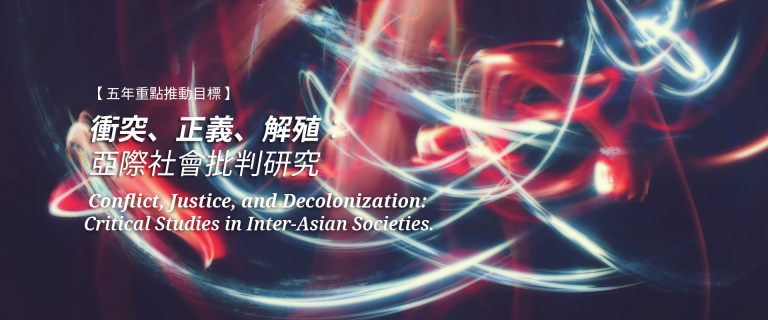 【 五年重點推動目標 】
衝突、正義、解殖：
亞際社會批判研究
Conflict, Justice, and Decolonization:
Critical Studies in Inter-Asian Societies.